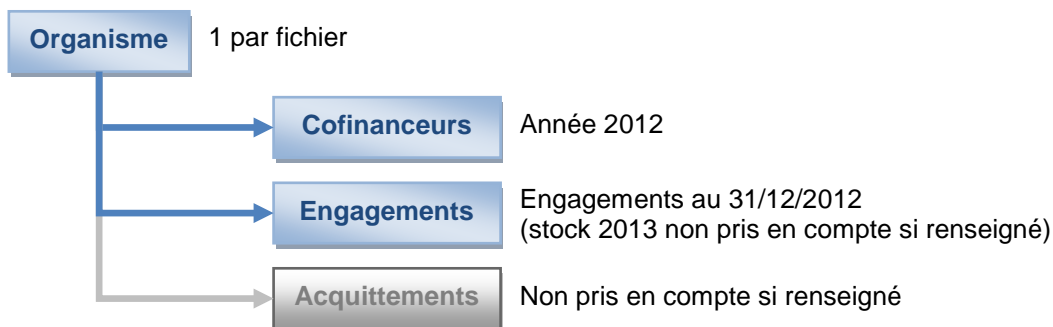 Organisme 1 par fichier
Cofinanceurs Année 2012
Engagements Engagements au 31/12/2012
(stock 2013 non pris en compte si renseigné)
Acquittements Non pris en compte si renseigné